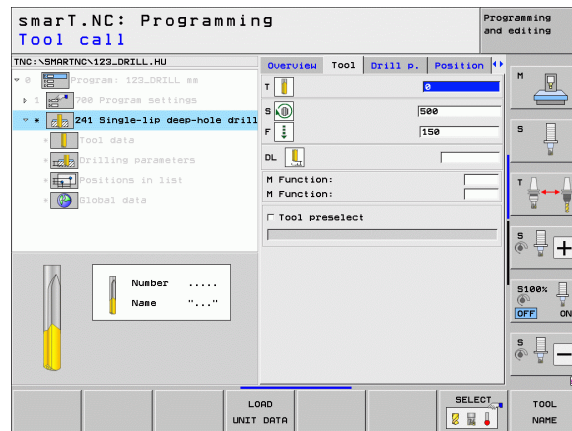 smarT.NC: Programming
Tool call
Programming
and editing
TNC:\SMARTNC\123_DRILL.HU
0 Program: 123_DRILL mm
1 700 Program settings
* 241 Single-lip deep-hole drill
* Tool data
* Drilling parameters
* Positions in list
* Global data
Overview Tool Drill p. Position
T 0
S 500
F 150
DL
M Function:
M Function:
Tool preselect
Number .....
Name "..."
M
S
T
S
+
S100%
OFF ON
S
–
LOAD
UNIT DATA
SELECT
TOOL
NAME